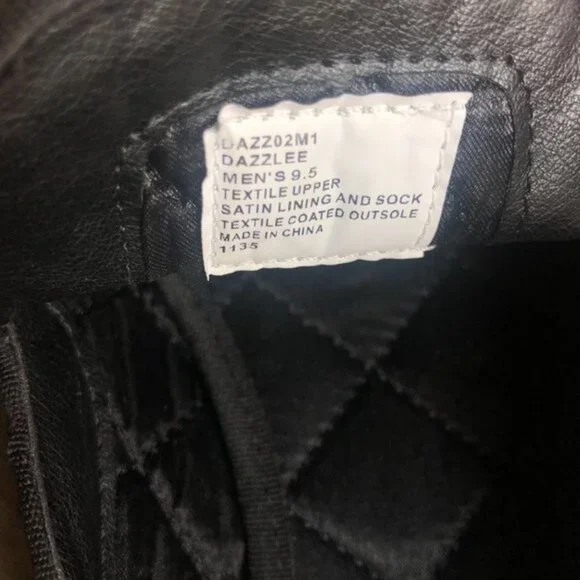 DAZZ02M1
DAZZLEE
MEN'S 9.5
TEXTILE UPPER
SATIN LINING AND SOCK
TEXTILE COATED OUTSOLE
MADE IN CHINA
1135